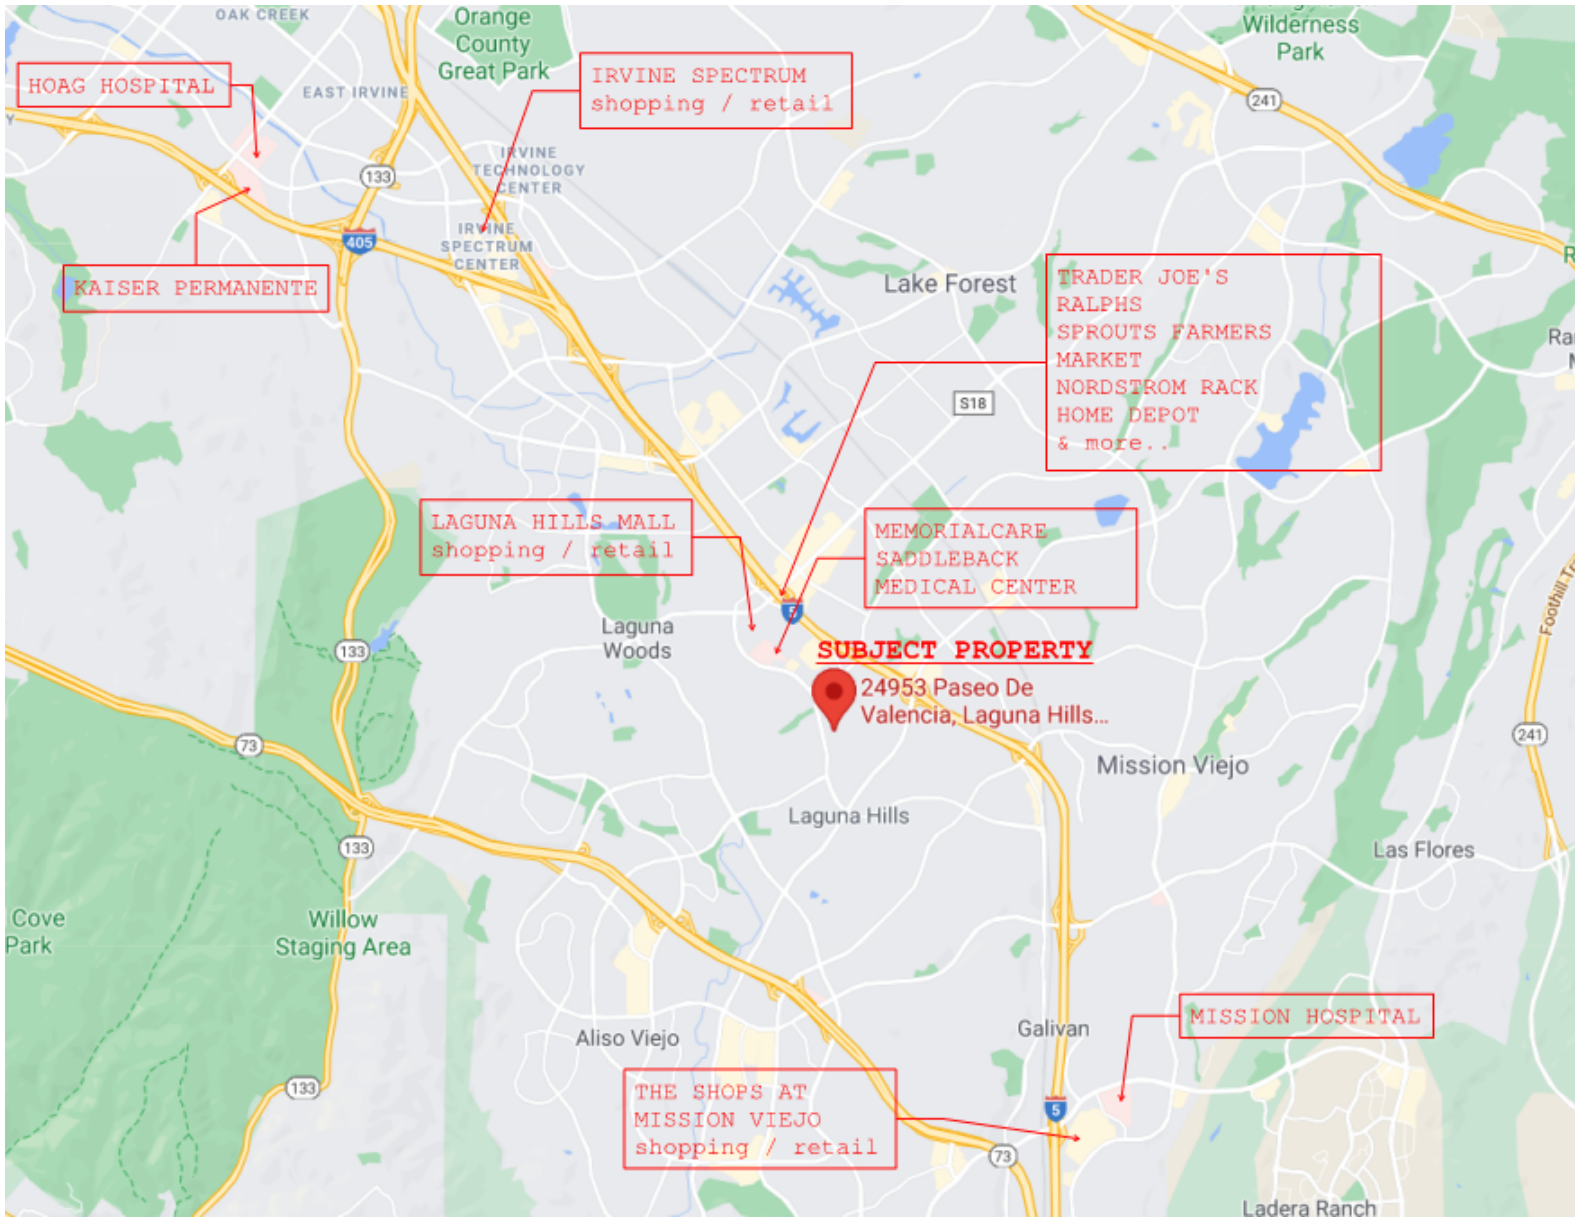 OAK CREEK
Orange
County
Great Park
Wilderness
Park
HOAG HOSPITAL
EAST IRVINE
IRVINE SPECTRUM
shopping / retail
241
IRVINE
TECHNOLOGY
CENTER
133
405
IRVINE
SPECTRUM
CENTER
KAISER PERMANENTE
Lake Forest
TRADER JOE'S
RALPHS
SPROUTS FARMERS
MARKET
NORDSTROM RACK
HOME DEPOT
& more..
S18
LAGUNA HILLS MALL
shopping / retail
MEMORIALCARE
SADDLEBACK
MEDICAL CENTER
5
Laguna
Woods
133
SUBJECT PROPERTY
24953 Paseo De
Valencia, Laguna Hills...
73
241
Mission Viejo
Laguna Hills
133
Las Flores
Cove
Park
Willow
Staging Area
MISSION HOSPITAL
Galivan
Aliso Viejo
133
THE SHOPS AT
MISSION VIEJO
shopping / retail
5
73
Ladera Ranch